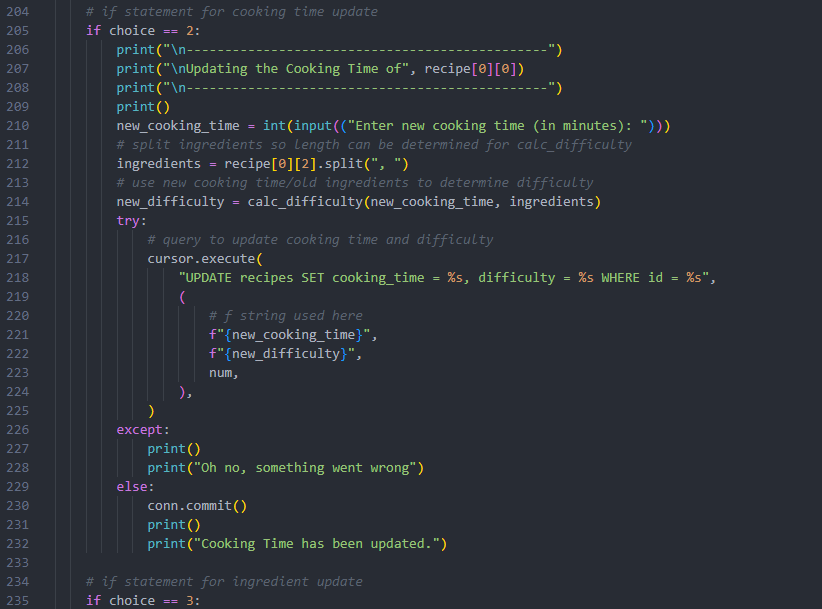 204 # if statement for cooking time update
205 if choice == 2:
206 print("\n-----------------------------------------------")
207 print("\nUpdating the Cooking Time of", recipe[0][0])
208 print("\n-----------------------------------------------")
209 print()
210 new_cooking_time = int(input(("Enter new cooking time (in minutes): ")))
211 # split ingredients so length can be determined for calc_difficulty
212 ingredients = recipe[0][2].split(", ")
213 # use new cooking time/old ingredients to determine difficulty
214 new_difficulty = calc_difficulty(new_cooking_time, ingredients)
215 try:
216 # query to update cooking time and difficulty
217 cursor.execute(
218 "UPDATE recipes SET cooking_time = %s, difficulty = %s WHERE id = %s",
219 (
220 # f string used here
221 f"{new_cooking_time}",
222 f"{new_difficulty}",
223 num,
224 ),
225 )
226 except:
227 print()
228 print("Oh no, something went wrong")
229 else:
230 conn.commit()
231 print()
232 print("Cooking Time has been updated.")
233
234 # if statement for ingredient update
235 if choice == 3: